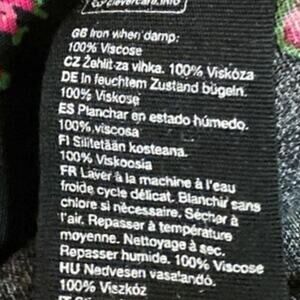 clevercare.info
GB Iron when damp:
100% Viscose
CZ Žehlit za vihka. 100% Viskóza
DE In feuchtem Zustand bügeln.
100% Viskose
ES Planchar en estado húmedo.
100% viscosa
FI Silitetään kosteana.
100% Viskoosia
FR Laver à la machine à l'eau
froide cycle délicat. Blanchir sans
chlore si nécessaire. Sécher à
l'air. Repasser à température
moyenne. Nettoyage à sec.
Repasser humide. 100% Viscose
HU Nedvesen vasalandó.
100% Viszkóz